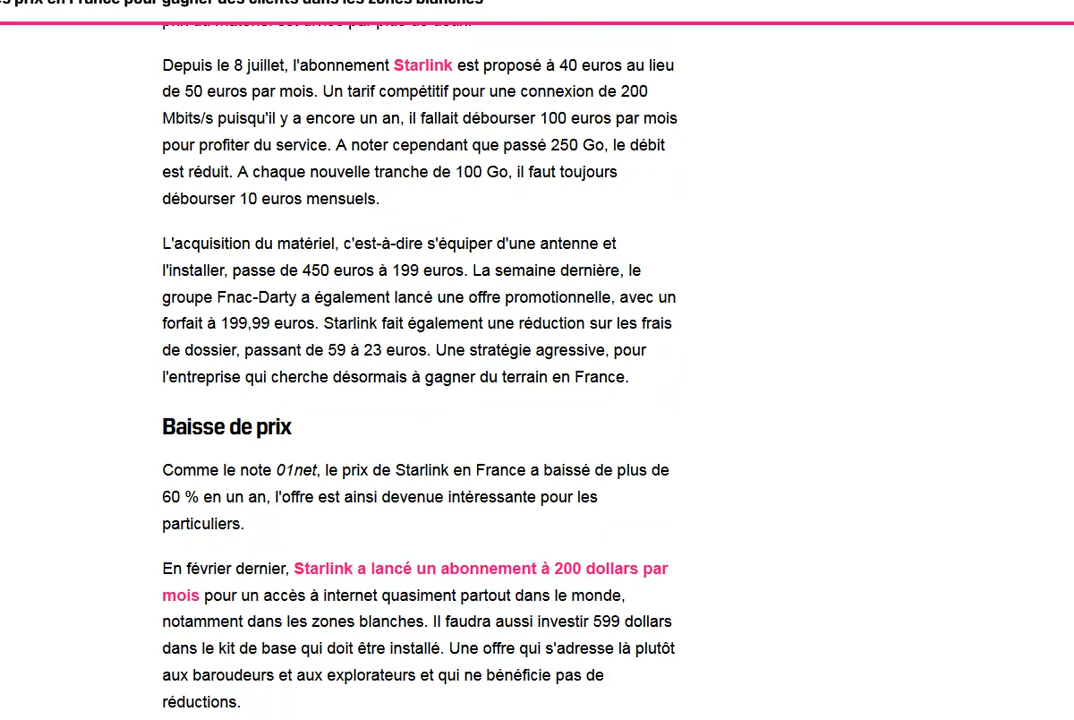 prix en France pour gagner des clients dans les zones blanches
Depuis le 8 juillet, l'abonnement Starlink est proposé à 40 euros au lieu
de 50 euros par mois. Un tarif compétitif pour une connexion de 200
Mbits/s puisqu'il y a encore un an, il fallait débourser 100 euros par mois
pour profiter du service. A noter cependant que passé 250 Go, le débit
est réduit. A chaque nouvelle tranche de 100 Go, il faut toujours
débourser 10 euros mensuels.
L'acquisition du matériel, c'est-à-dire s'équiper d'une antenne et
l'installer, passe de 450 euros à 199 euros. La semaine dernière, le
groupe Fnac-Darty a également lancé une offre promotionnelle, avec un
forfait à 199,99 euros. Starlink fait également une réduction sur les frais
de dossier, passant de 59 à 23 euros. Une stratégie agressive, pour
l'entreprise qui cherche désormais à gagner du terrain en France.
Baisse de prix
Comme le note 01net, le prix de Starlink en France a baissé de plus de
60 % en un an, l'offre est ainsi devenue intéressante pour les
particuliers.
En février dernier, Starlink a lancé un abonnement à 200 dollars par
mois pour un accès à internet quasiment partout dans le monde,
notamment dans les zones blanches. Il faudra aussi investir 599 dollars
dans le kit de base qui doit être installé. Une offre qui s'adresse là plutôt
aux baroudeurs et aux explorateurs et qui ne bénéficie pas de
réductions.